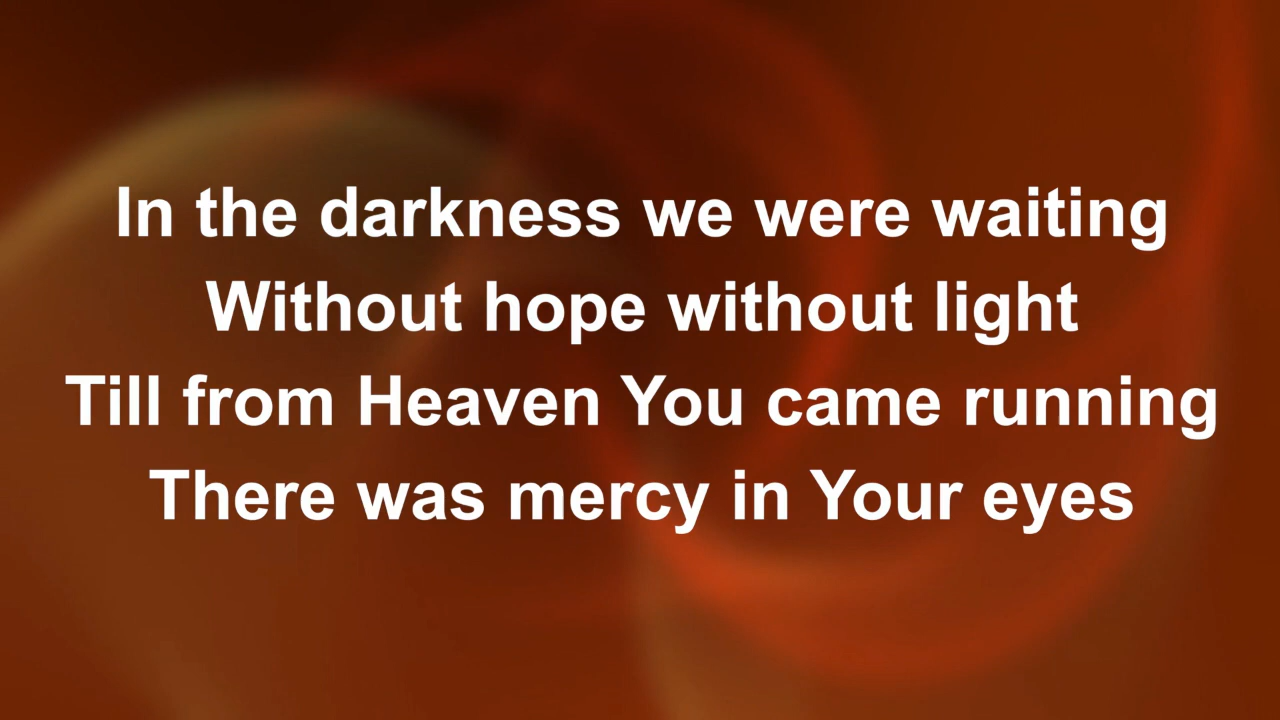 In the darkness we were waiting
Without hope without light
Till from Heaven You came running
There was mercy in Your eyes